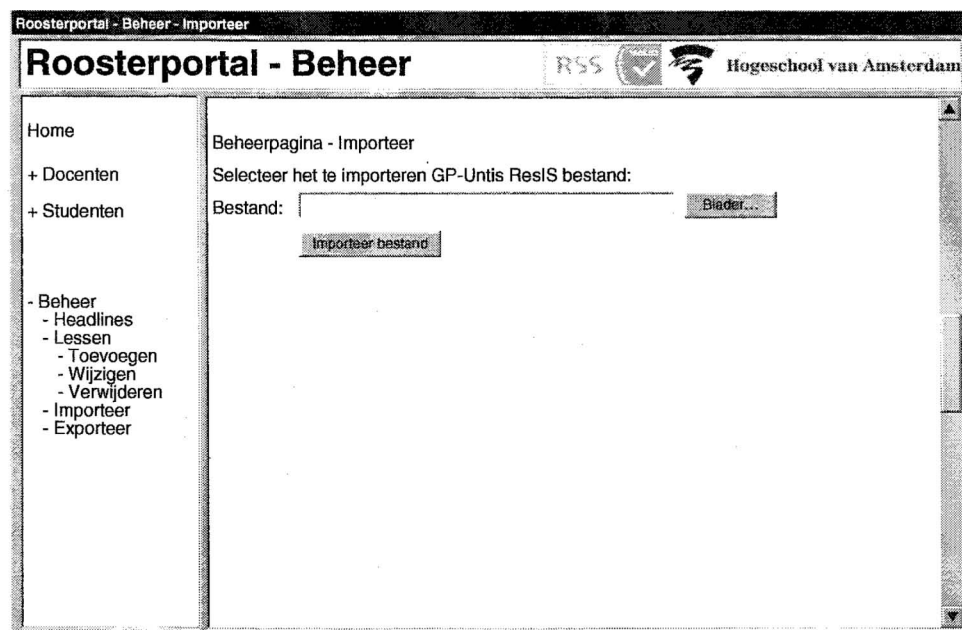 Roosterportal - Beheer - Importeer
Roosterportal - Beheer
RSS
Hogeschool van Amsterdam
Home
+ Docenten
+ Studenten
- Beheer
- Headlines
- Lessen
- Toevoegen
- Wijzigen
- Verwijderen
- Importeer
- Exporteer
Beheerpagina - Importeer
Selecteer het te importeren GP-Untis ResIS bestand:
Bestand:
Blader...
Importeer bestand